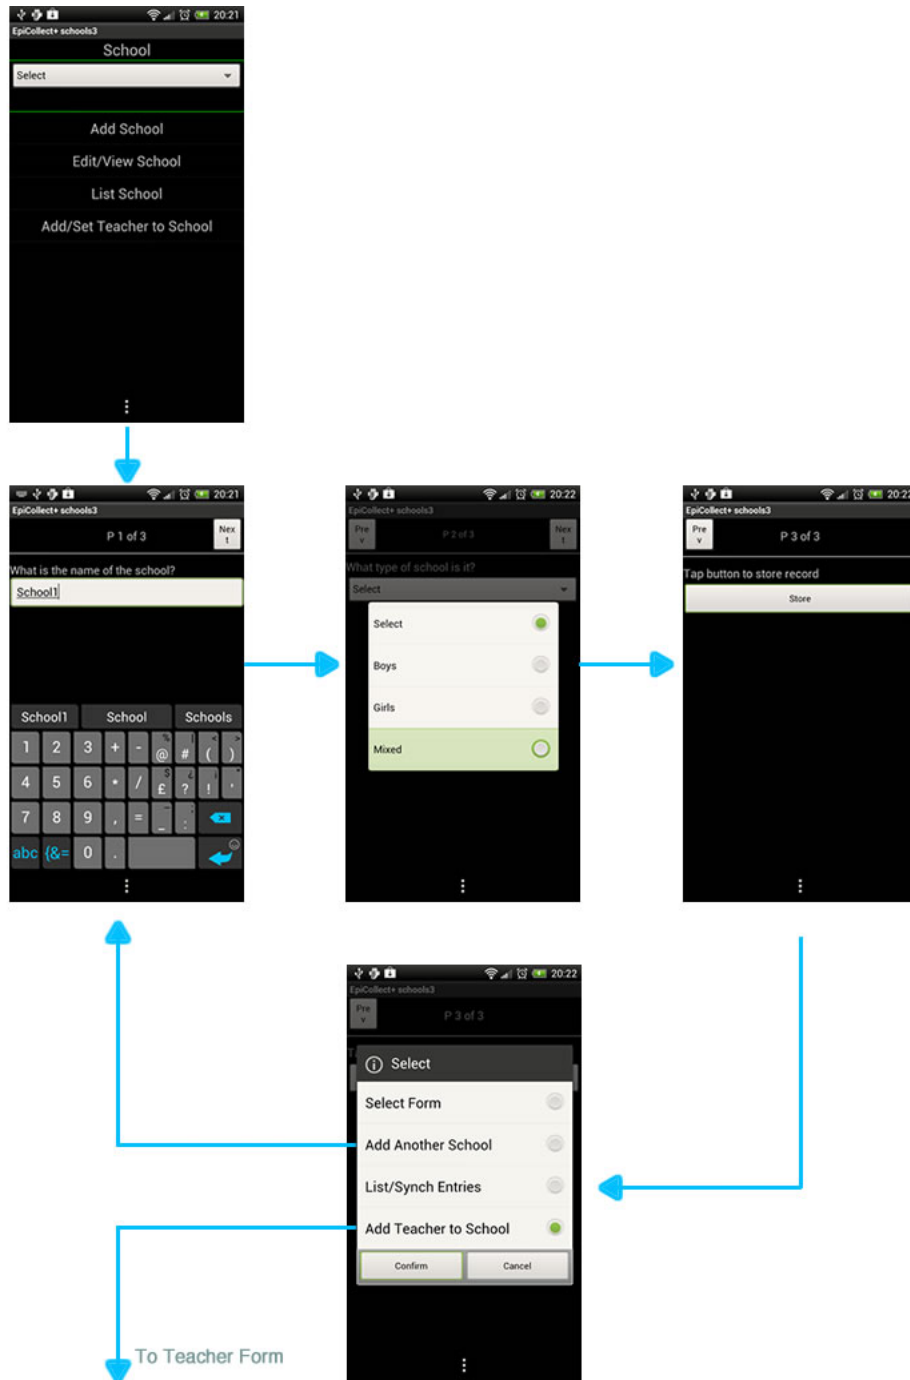 20:21
EpiCollect+ schools3
School
Select
Add School
Edit/View School
List School
Add/Set Teacher to School
20:21
EpiCollect+ schools3
P 1 of 3
Nex
t
What is the name of the school?
School1
School1 School Schools
1 2 3 + - % @ | # < ( > )
4 5 6 * / $ £ ¿ ? ¡ ! " '
7 8 9 , = _ ; :
abc {&= 0 .
20:22
EpiCollect+ schools3
Pre
v
P 2 of 3
Nex
t
What type of school is it?
Select
Select
Boys
Girls
Mixed
20:22
EpiCollect+ schools3
Pre
v
P 3 of 3
Tap button to store record
Store
20:22
EpiCollect+ schools3
Pre
v
P 3 of 3
Select
Select Form
Add Another School
List/Synch Entries
Add Teacher to School
Confirm Cancel
To Teacher Form